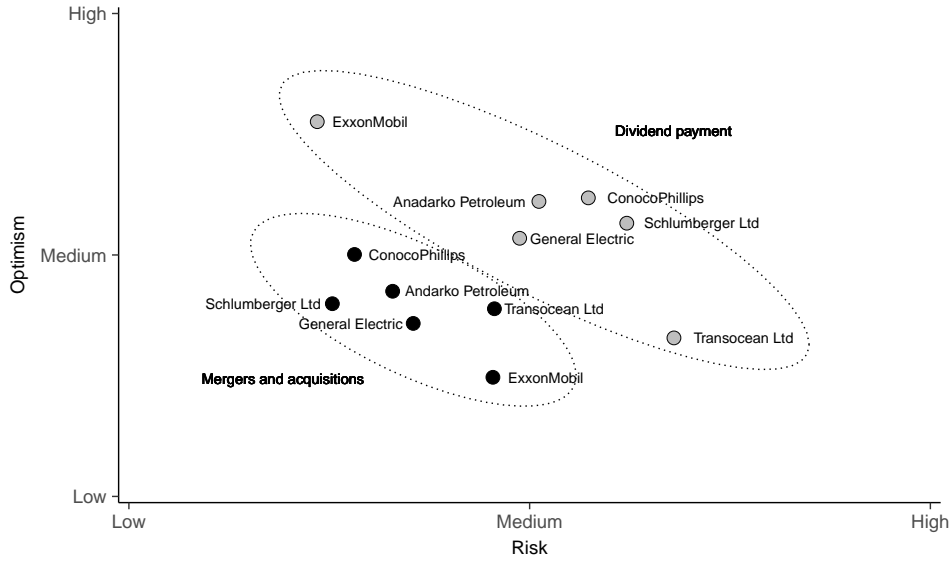 High
ExxonMobil
Dividend payment
Anadarko Petroleum
ConocoPhillips
Schlumberger Ltd
General Electric
Optimism
Medium
ConocoPhillips
Andarko Petroleum
Schlumberger Ltd
Transocean Ltd
General Electric
Transocean Ltd
Mergers and acquisitions
ExxonMobil
Low
Low
Medium
High
Risk